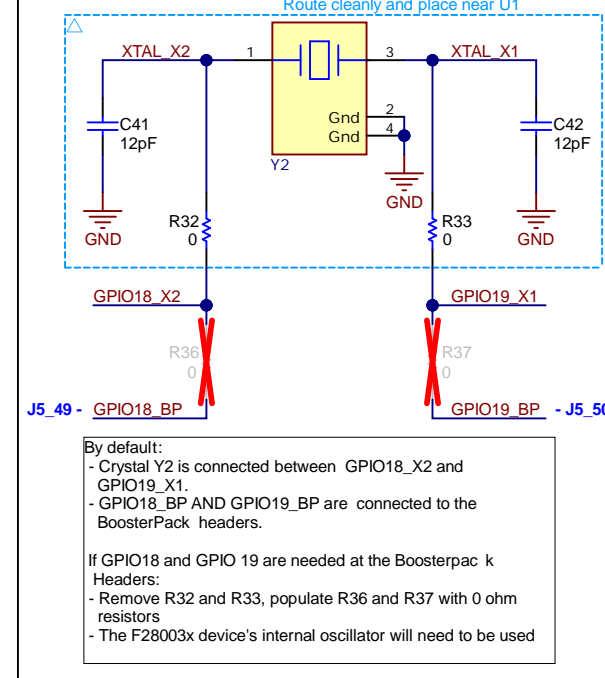 Route cleanly and place near U1
XTAL_X2
1
3
XTAL_X1
C41
12pF
Gnd
2
Gnd
4
C42
12pF
Y2
GND
R32
0
R33
0
GND
GND
GPIO18_X2
GPIO19_X1
R36
0
R37
0
J5_49 - GPIO18_BP
GPIO19_BP - J5_50
By default:
- Crystal Y2 is connected between GPIO18_X2 and
GPIO19_X1.
- GPIO18_BP AND GPIO19_BP are connected to the
BoosterPack headers.
If GPIO18 and GPIO 19 are needed at the Boosterpac k
Headers:
- Remove R32 and R33, populate R36 and R37 with 0 ohm
resistors
- The F28003x device's internal oscillator will need to be used